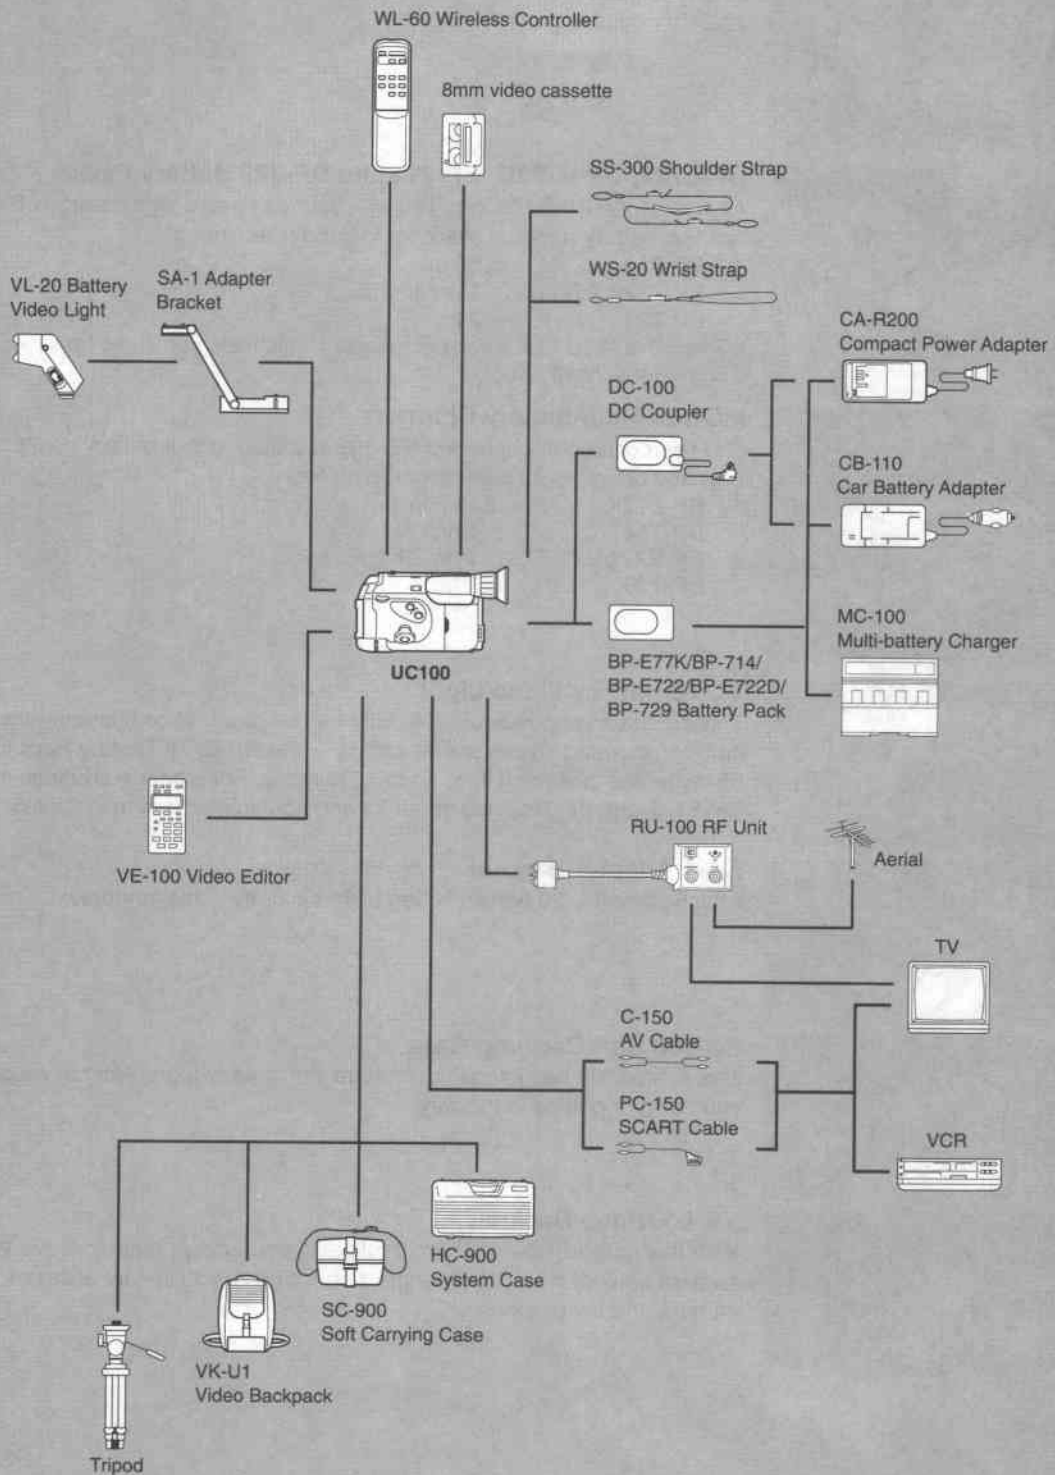 WL-60 Wireless Controller
8mm video cassette
SS-300 Shoulder Strap
WS-20 Wrist Strap
VL-20 Battery
Video Light
SA-1 Adapter
Bracket
CA-R200
Compact Power Adapter
DC-100
DC Coupler
CB-110
Car Battery Adapter
MC-100
Multi-battery Charger
UC100
BP-E77K/BP-714/
BP-E722/BP-E722D/
BP-729 Battery Pack
VE-100 Video Editor
RU-100 RF Unit
Aerial
TV
C-150
AV Cable
PC-150
SCART Cable
VCR
HC-900
System Case
SC-900
Soft Carrying Case
VK-U1
Video Backpack
Tripod